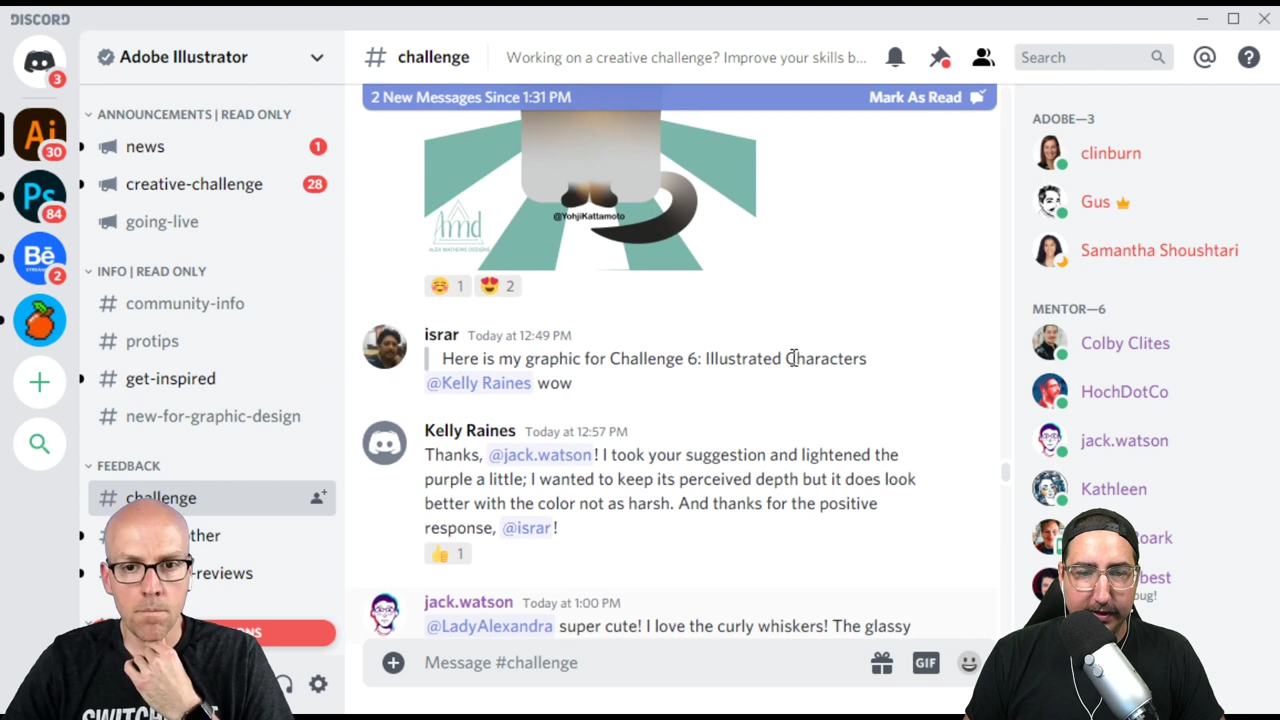 DISCORD
3
Ai
30
Ps
84
Bē
2
Adobe Illustrator
ANNOUNCEMENTS | READ ONLY
news
1
creative-challenge
28
going-live
INFO | READ ONLY
# community-info
# protips
# get-inspired
# new-for-graphic-design
FEEDBACK
# challenge
ther
-reviews
NS
# challenge
Working on a creative challenge? Improve your skills b...
Search
2 New Messages Since 1:31 PM
Mark As Read
@YohjiKattamoto
amd
ALEX MATHEWS DESIGNS
1
2
israr Today at 12:49 PM
Here is my graphic for Challenge 6: Illustrated Characters
@Kelly Raines wow
Kelly Raines Today at 12:57 PM
Thanks, @jack.watson! I took your suggestion and lightened the
purple a little; I wanted to keep its perceived depth but it does look
better with the color not as harsh. And thanks for the positive
response, @israr!
1
jack.watson Today at 1:00 PM
@LadyAlexandra super cute! I love the curly whiskers! The glassy
Message #challenge
GIF
ADOBE—3
clinburn
Gus
Samantha Shoushtari
MENTOR—6
Colby Clites
HochDotCo
jack.watson
Kathleen
oark
best
oug!